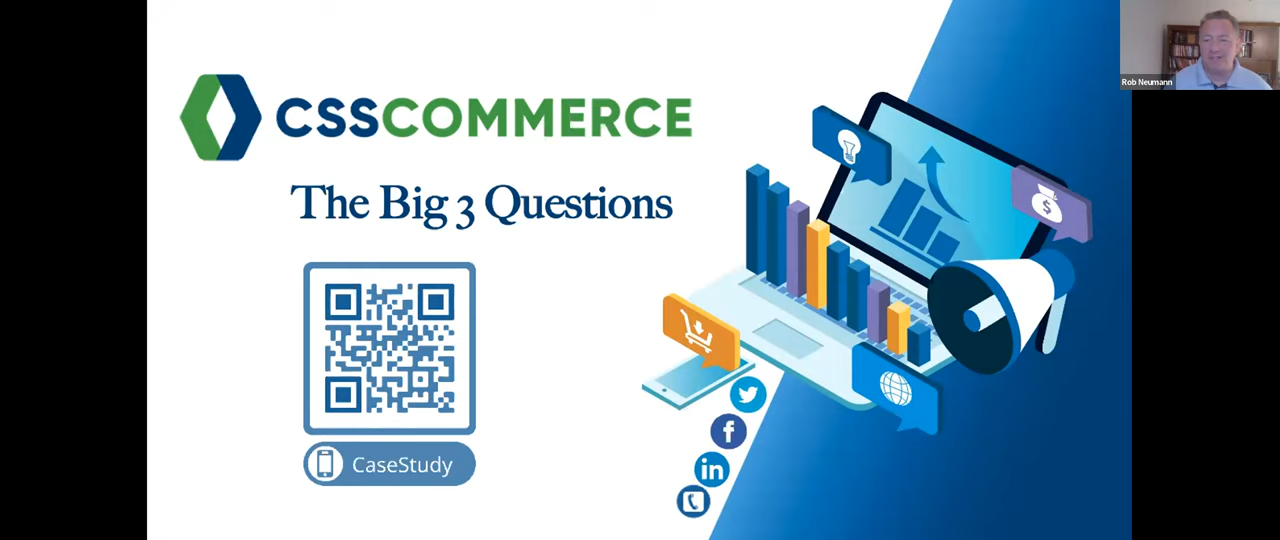 CSSCOMMERCE
Rob Neumann
The Big 3 Questions
CaseStudy